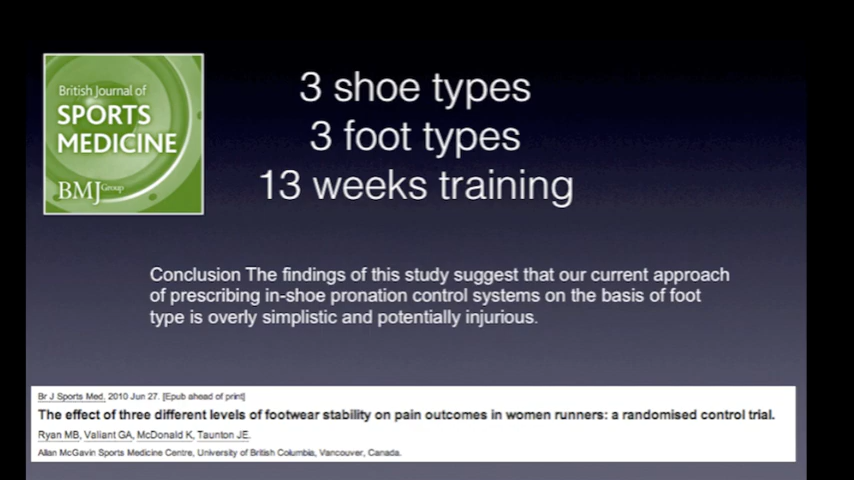 British Journal of
SPORTS
MEDICINE
BMJ Group
3 shoe types
3 foot types
13 weeks training
Conclusion The findings of this study suggest that our current approach
of prescribing in-shoe pronation control systems on the basis of foot
type is overly simplistic and potentially injurious.
Br J Sports Med. 2010 Jun 27. [Epub ahead of print]
The effect of three different levels of footwear stability on pain outcomes in women runners: a randomised control trial.
Ryan MB, Valiant GA, McDonald K, Taunton JE.
Allan McGavin Sports Medicine Centre, University of British Columbia, Vancouver, Canada.